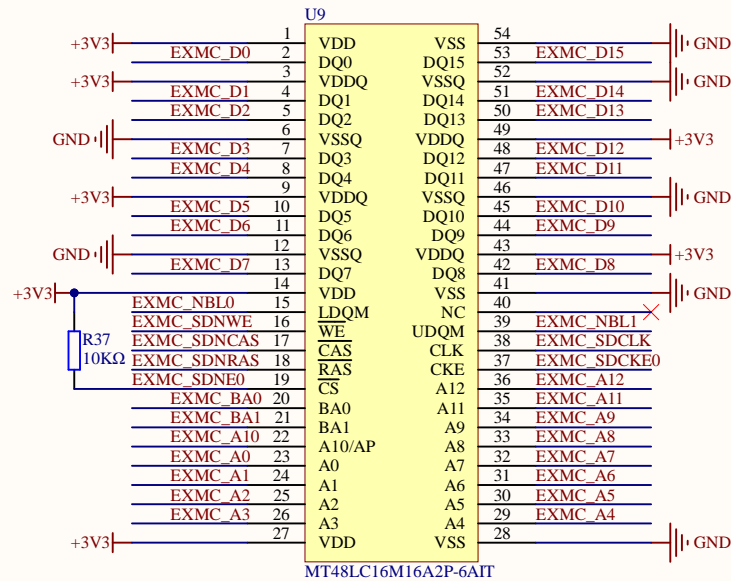 U9
+3V3 1 VDD VSS 54 GND
EXMC_D0 2 DQ0 DQ15 53 EXMC_D15
+3V3 3 VDDQ VSSQ 52 GND
EXMC_D1 4 DQ1 DQ14 51 EXMC_D14
EXMC_D2 5 DQ2 DQ13 50 EXMC_D13
GND 6 VSSQ VDDQ 49 +3V3
EXMC_D3 7 DQ3 DQ12 48 EXMC_D12
EXMC_D4 8 DQ4 DQ11 47 EXMC_D11
+3V3 9 VDDQ VSSQ 46 GND
EXMC_D5 10 DQ5 DQ10 45 EXMC_D10
EXMC_D6 11 DQ6 DQ9 44 EXMC_D9
GND 12 VSSQ VDDQ 43 +3V3
EXMC_D7 13 DQ7 DQ8 42 EXMC_D8
+3V3 14 VDD VSS 41 GND
EXMC_NBL0 15 LDQM NC 40
EXMC_SDNWE 16 WE UDQM 39 EXMC_NBL1
R37 EXMC_SDNCAS 17 CAS CLK 38 EXMC_SDCLK
10KΩ EXMC_SDNRAS 18 RAS CKE 37 EXMC_SDCKE0
EXMC_SDNE0 19 CS A12 36 EXMC_A12
EXMC_BA0 20 BA0 A11 35 EXMC_A11
EXMC_BA1 21 BA1 A9 34 EXMC_A9
EXMC_A10 22 A10/AP A8 33 EXMC_A8
EXMC_A0 23 A0 A7 32 EXMC_A7
EXMC_A1 24 A1 A6 31 EXMC_A6
EXMC_A2 25 A2 A5 30 EXMC_A5
EXMC_A3 26 A3 A4 29 EXMC_A4
+3V3 27 VDD VSS 28 GND
MT48LC16M16A2P-6AIT